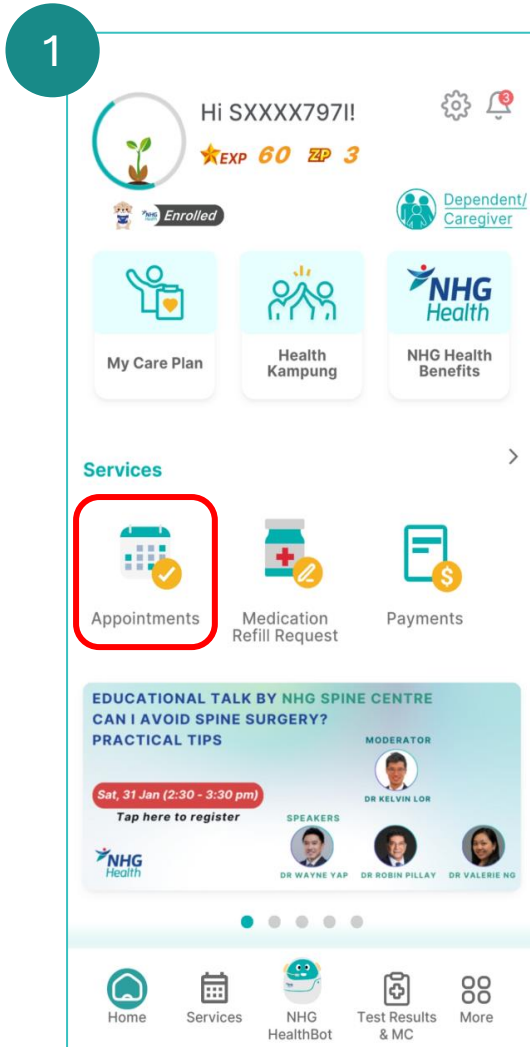 1
Hi SXXXX797I!
3
EXP 60 ZP 3
NHG Health Enrolled
Dependent/
Caregiver
My Care Plan
Health
Kampung
NHG
Health
NHG Health
Benefits
Services
>
Appointments
Medication
Refill Request
$
Payments
EDUCATIONAL TALK BY NHG SPINE CENTRE
CAN I AVOID SPINE SURGERY?
PRACTICAL TIPS
MODERATOR
DR KELVIN LOR
Sat, 31 Jan (2:30 - 3:30 pm)
Tap here to register
SPEAKERS
NHG
Health
DR WAYNE YAP DR ROBIN PILLAY DR VALERIE NG
Home
Services
NHG
HealthBot
Test Results
& MC
More